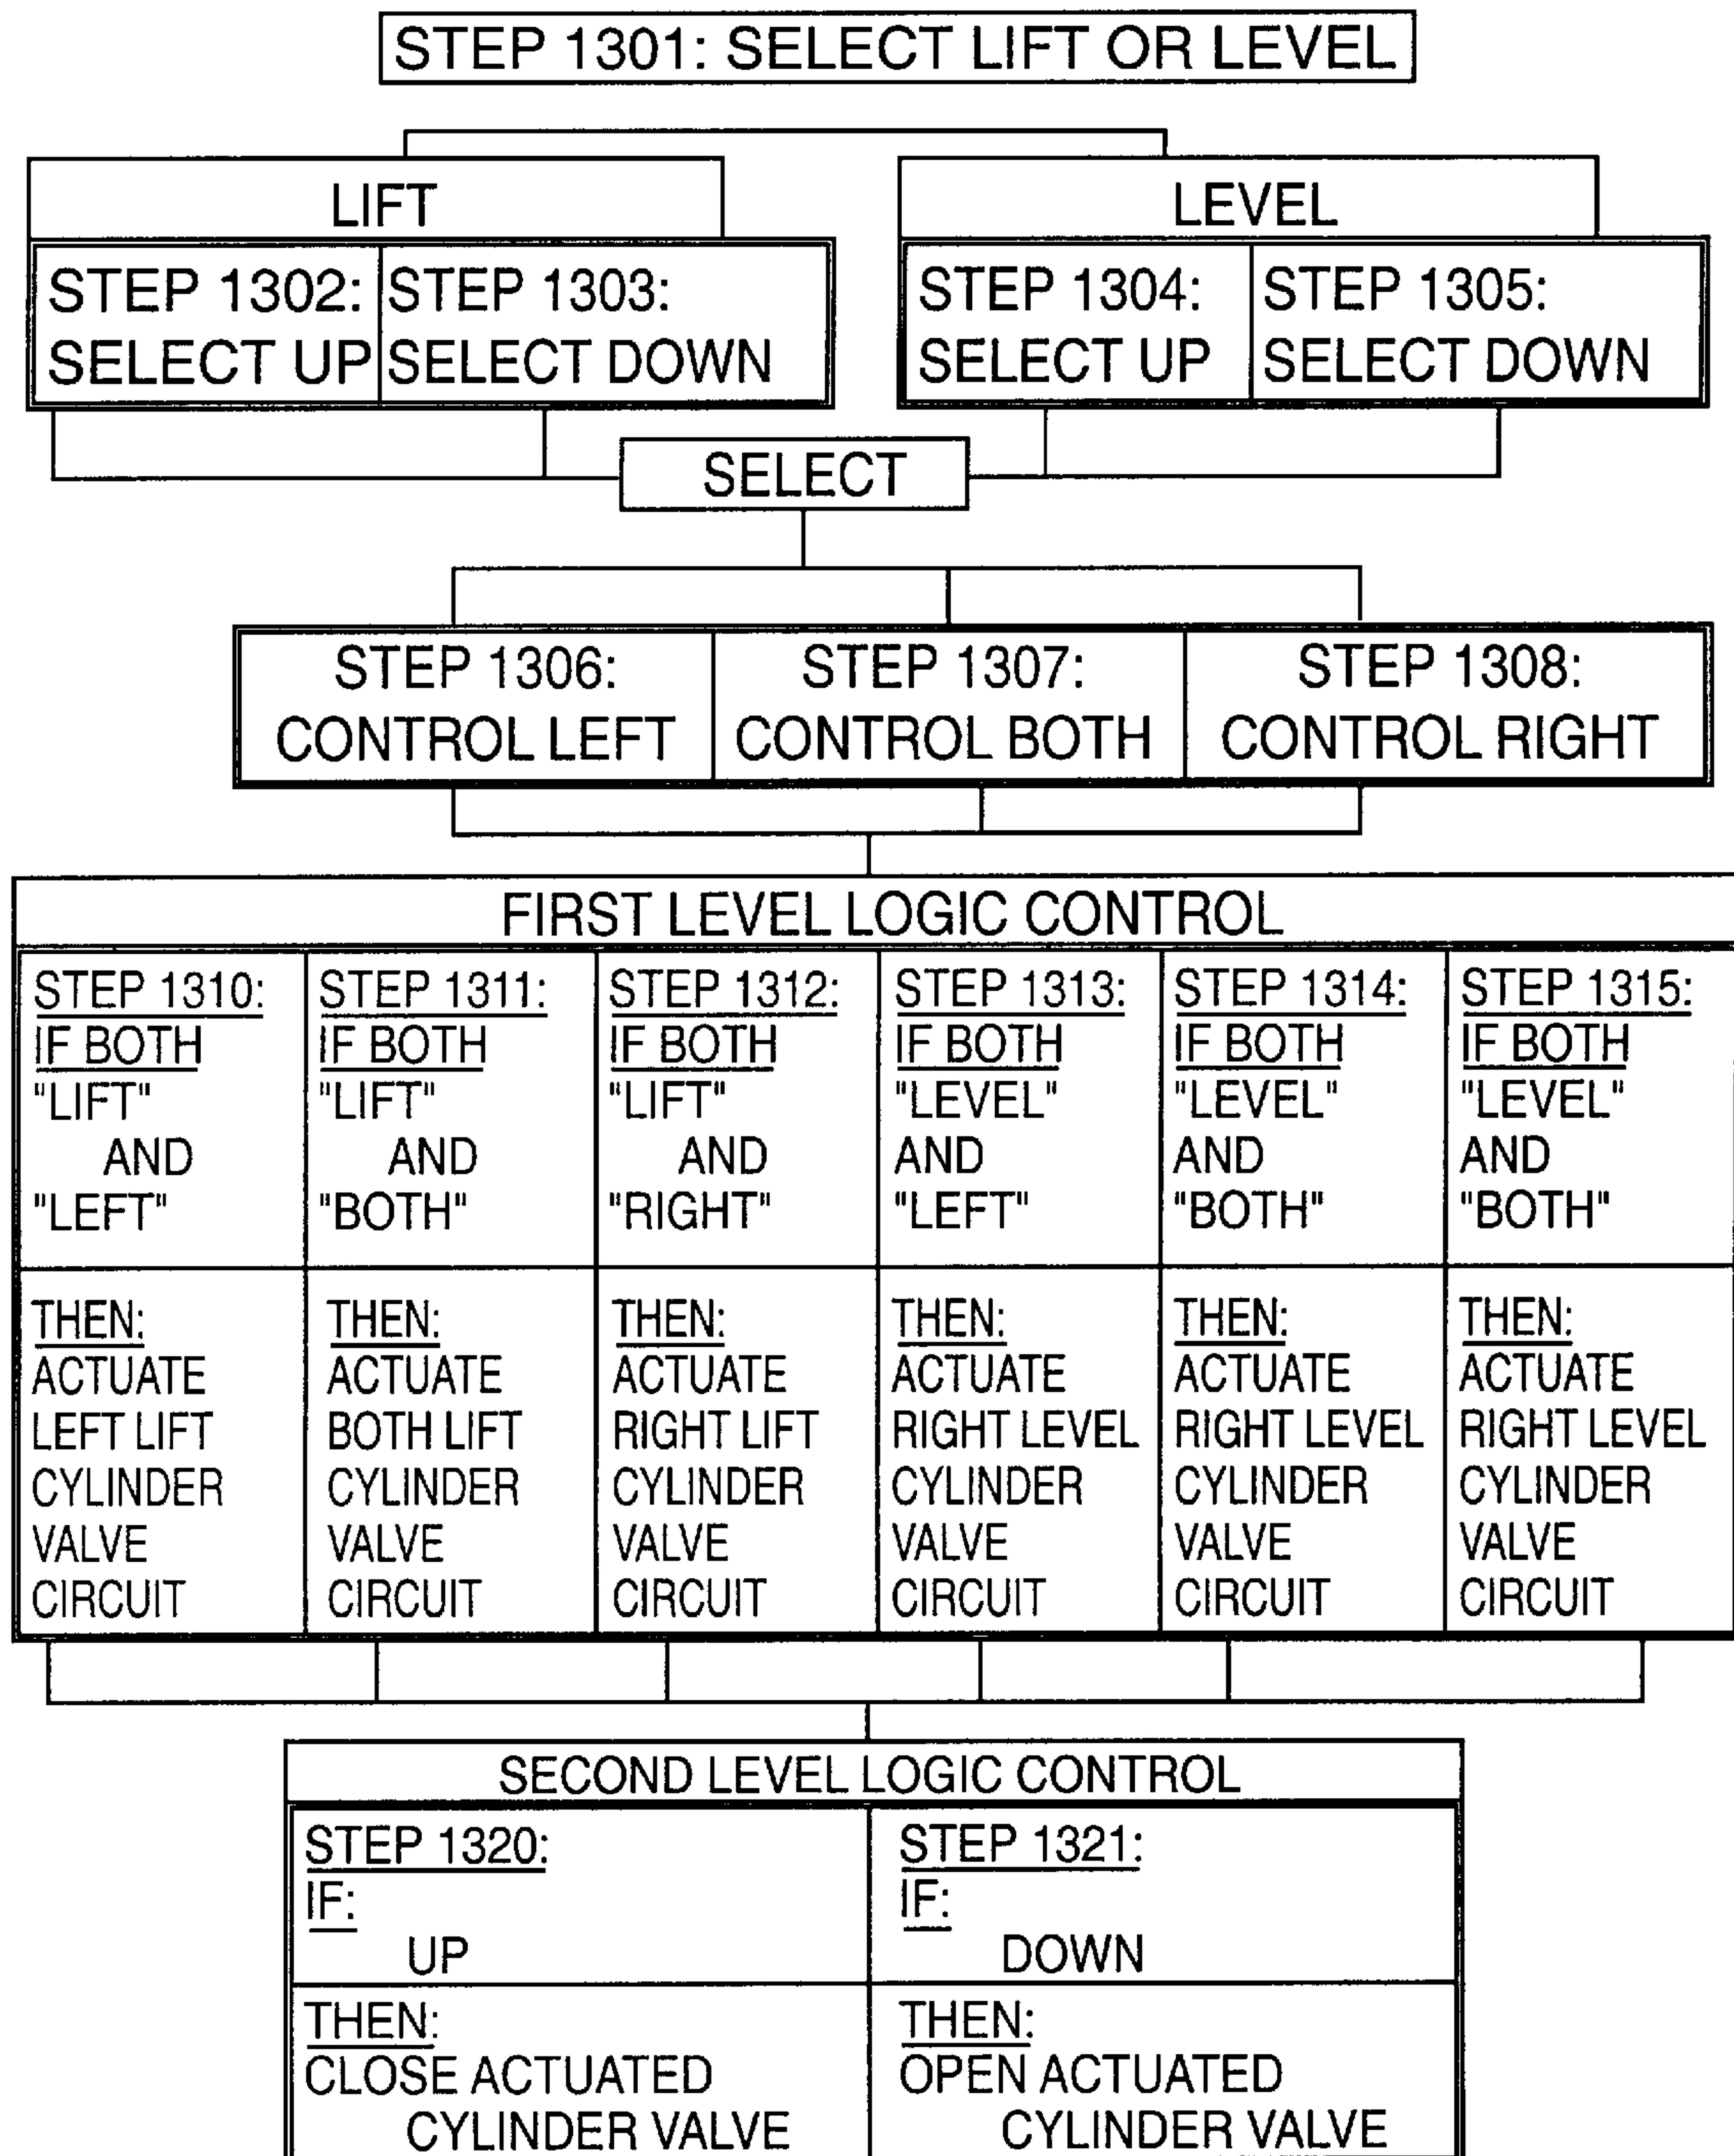 STEP 1301: SELECT LIFT OR LEVEL
LIFT
STEP 1302:
SELECT UP
STEP 1303:
SELECT DOWN
LEVEL
STEP 1304:
SELECT UP
STEP 1305:
SELECT DOWN
SELECT
STEP 1306:
CONTROL LEFT
STEP 1307:
CONTROL BOTH
STEP 1308:
CONTROL RIGHT
FIRST LEVEL LOGIC CONTROL
STEP 1310:
IF BOTH
"LIFT"
AND
"LEFT"
THEN:
ACTUATE
LEFT LIFT
CYLINDER
VALVE
CIRCUIT
STEP 1311:
IF BOTH
"LIFT"
AND
"BOTH"
THEN:
ACTUATE
BOTH LIFT
CYLINDER
VALVE
CIRCUIT
STEP 1312:
IF BOTH
"LIFT"
AND
"RIGHT"
THEN:
ACTUATE
RIGHT LIFT
CYLINDER
VALVE
CIRCUIT
STEP 1313:
IF BOTH
"LEVEL"
AND
"LEFT"
THEN:
ACTUATE
RIGHT LEVEL
CYLINDER
VALVE
CIRCUIT
STEP 1314:
IF BOTH
"LEVEL"
AND
"BOTH"
THEN:
ACTUATE
RIGHT LEVEL
CYLINDER
VALVE
CIRCUIT
STEP 1315:
IF BOTH
"LEVEL"
AND
"BOTH"
THEN:
ACTUATE
RIGHT LEVEL
CYLINDER
VALVE
CIRCUIT
SECOND LEVEL LOGIC CONTROL
STEP 1320:
IF:
UP
THEN:
CLOSE ACTUATED
CYLINDER VALVE
STEP 1321:
IF:
DOWN
THEN:
OPEN ACTUATED
CYLINDER VALVE